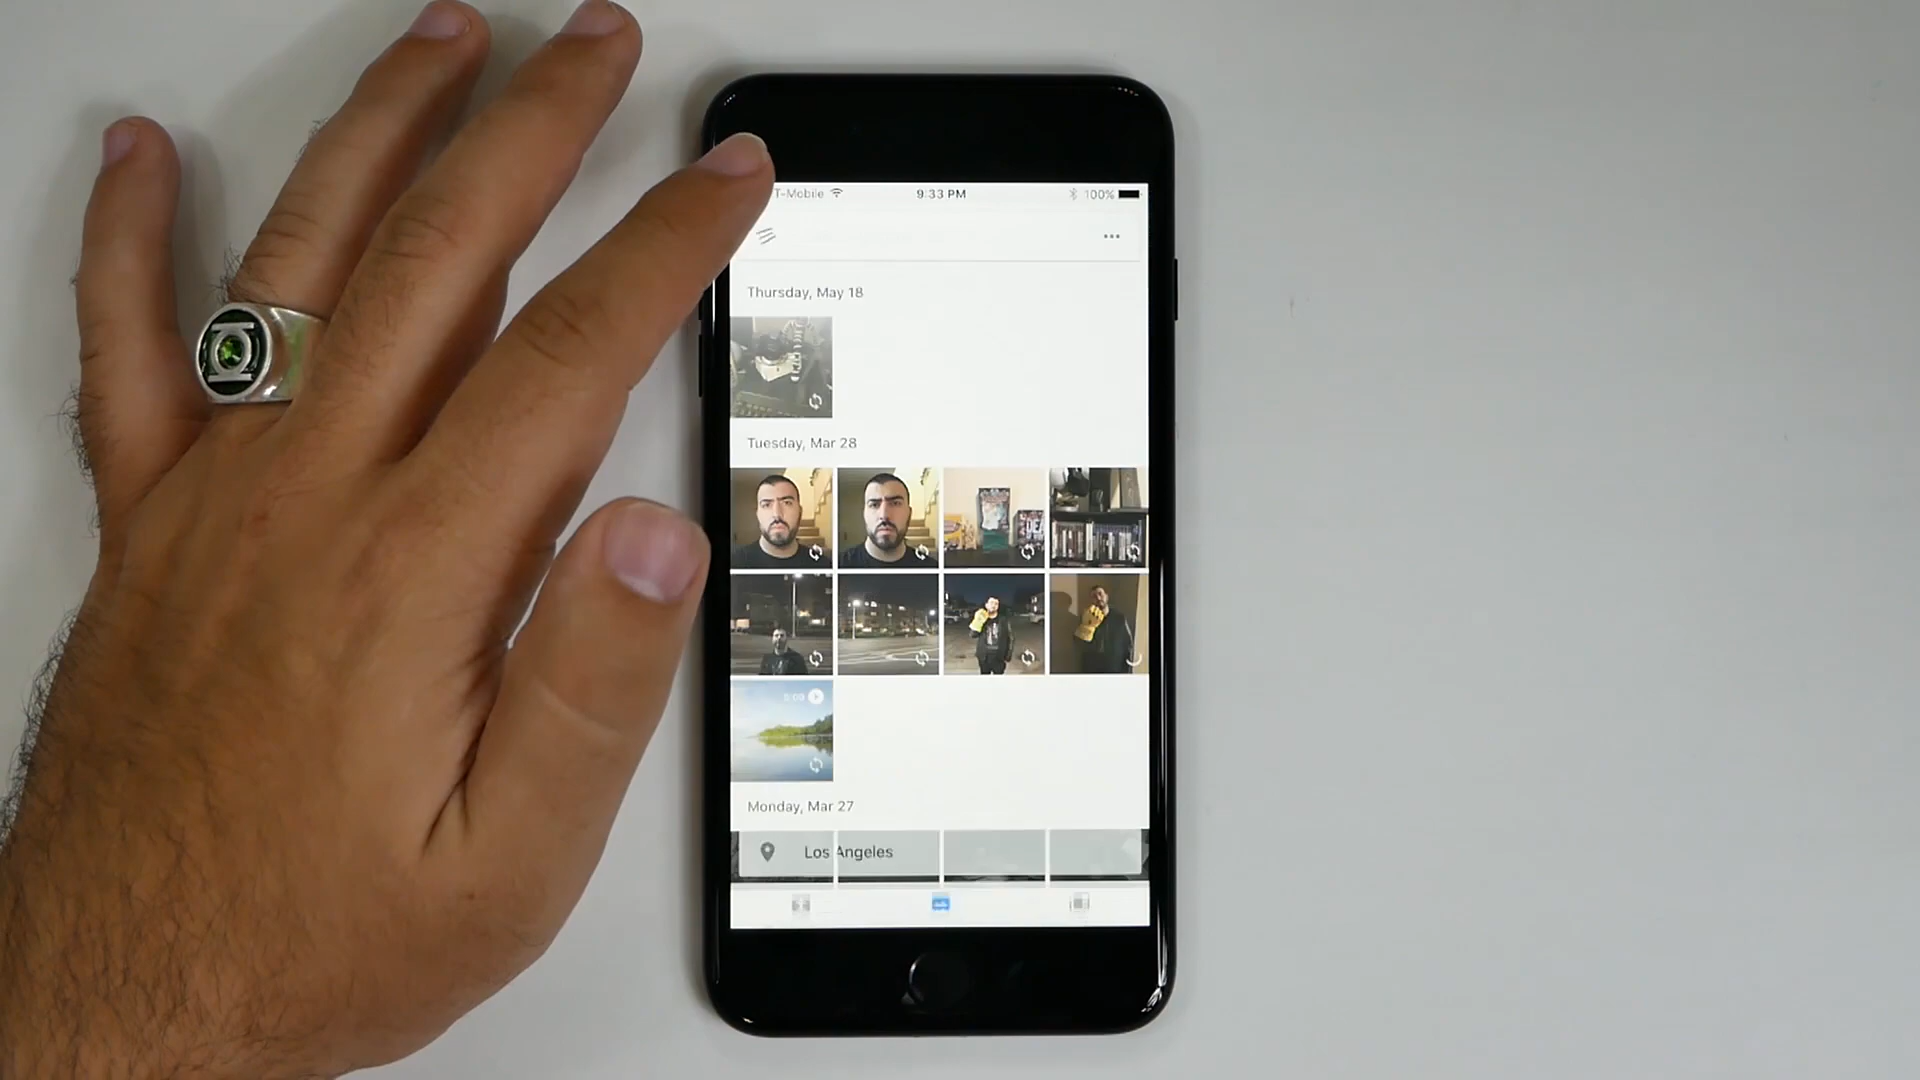 T-Mobile 9:33 PM 100%
Thursday, May 18
Tuesday, Mar 28
Monday, Mar 27
Los Angeles